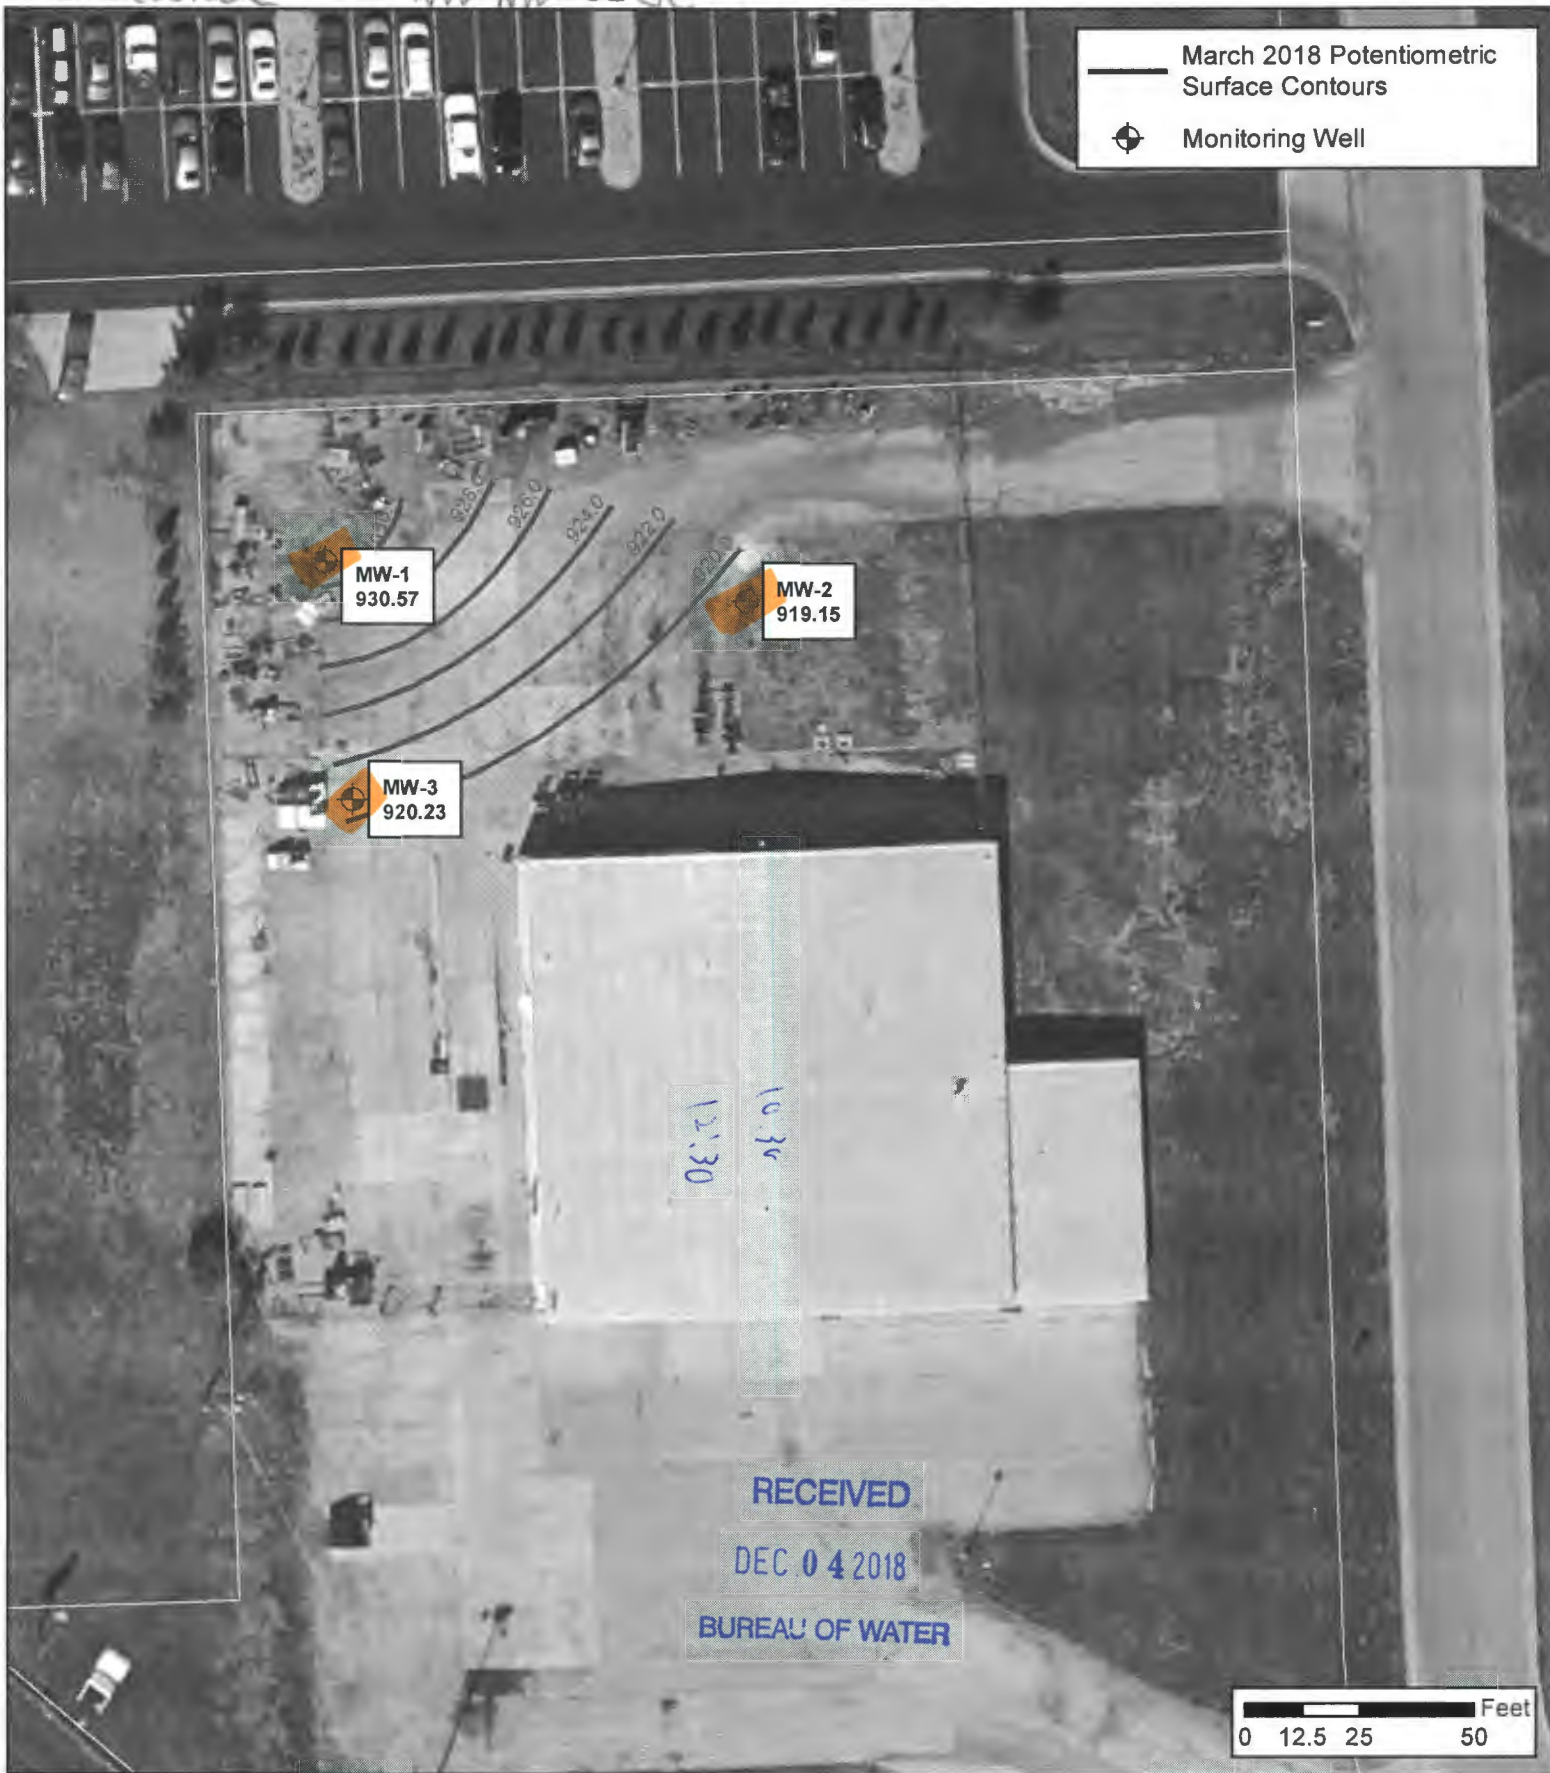 March 2018 Potentiometric
Surface Contours
Monitoring Well
928.0
926.0
924.0
922.0
920.0
MW-1
930.57
MW-2
919.15
MW-3
920.23
12:30
RECEIVED
DEC 04 2018
BUREAU OF WATER
Feet
0 12.5 25 50